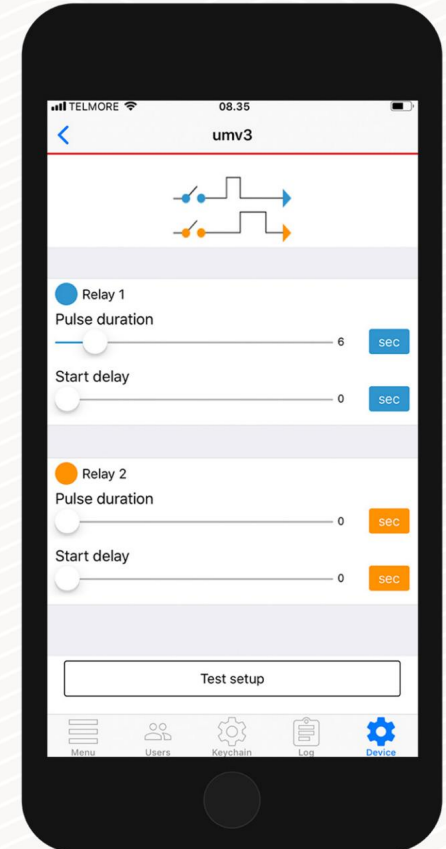 TELMORE 08.35
umv3
Relay 1
Pulse duration
6 sec
Start delay
0 sec
Relay 2
Pulse duration
0 sec
Start delay
0 sec
Test setup
Menu Users Keychain Log Device